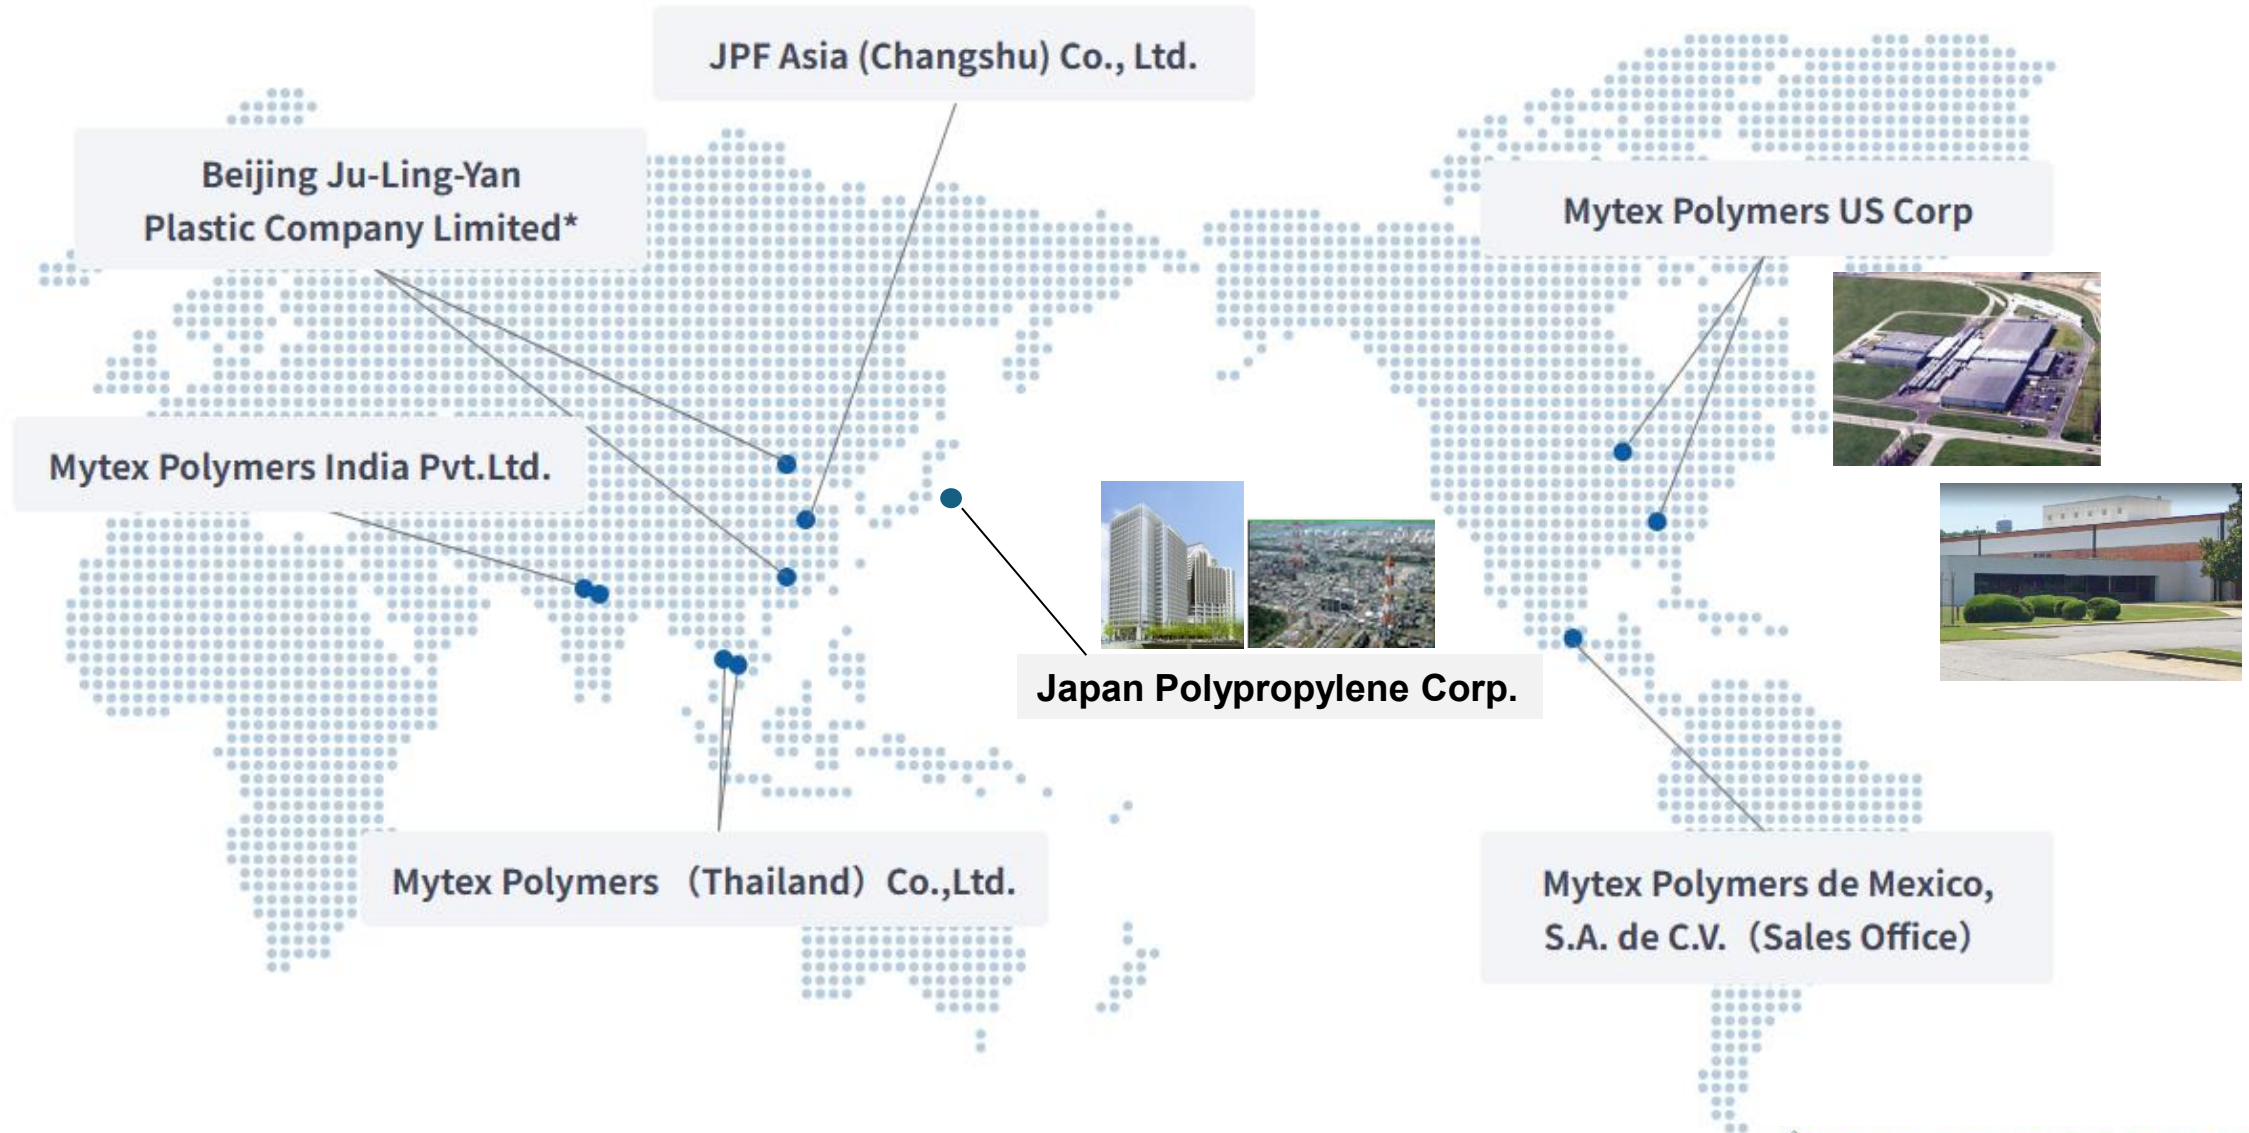 JPF Asia (Changshu) Co., Ltd.
Beijing Ju-Ling-Yan
Plastic Company Limited*
Mytex Polymers US Corp
Mytex Polymers India Pvt.Ltd.
Japan Polypropylene Corp.
Mytex Polymers （Thailand）Co.,Ltd.
Mytex Polymers de Mexico,
S.A. de C.V.（Sales Office）